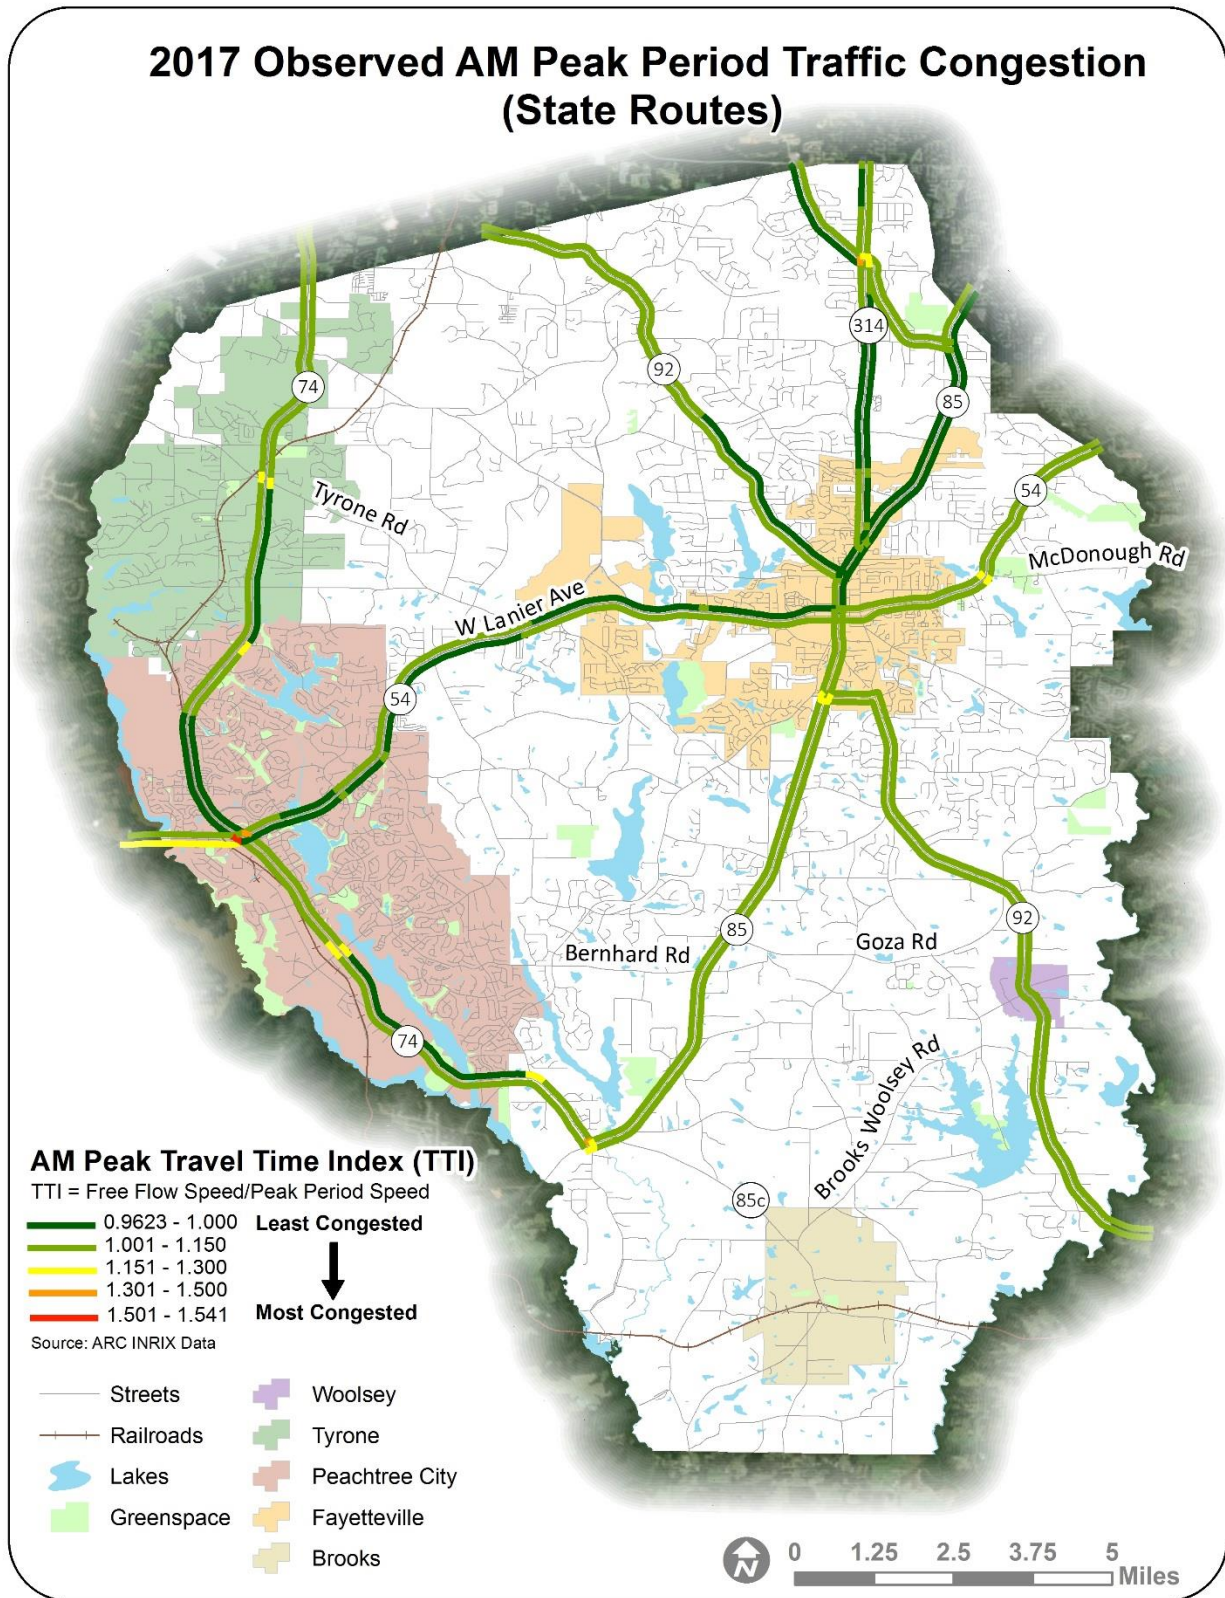 2017 Observed AM Peak Period Traffic Congestion
(State Routes)
314
92
74
85
54
Tyrone Rd
McDonough Rd
W Lanier Ave
54
92
85
Goza Rd
Bernhard Rd
74
Brooks Woolsey Rd
85c
AM Peak Travel Time Index (TTI)
TTI = Free Flow Speed/Peak Period Speed
0.9623 - 1.000 Least Congested
1.001 - 1.150
1.151 - 1.300
1.301 - 1.500
1.501 - 1.541 Most Congested
Source: ARC INRIX Data
Streets
Railroads
Lakes
Greenspace
Woolsey
Tyrone
Peachtree City
Fayetteville
Brooks
N
0 1.25 2.5 3.75 5
Miles